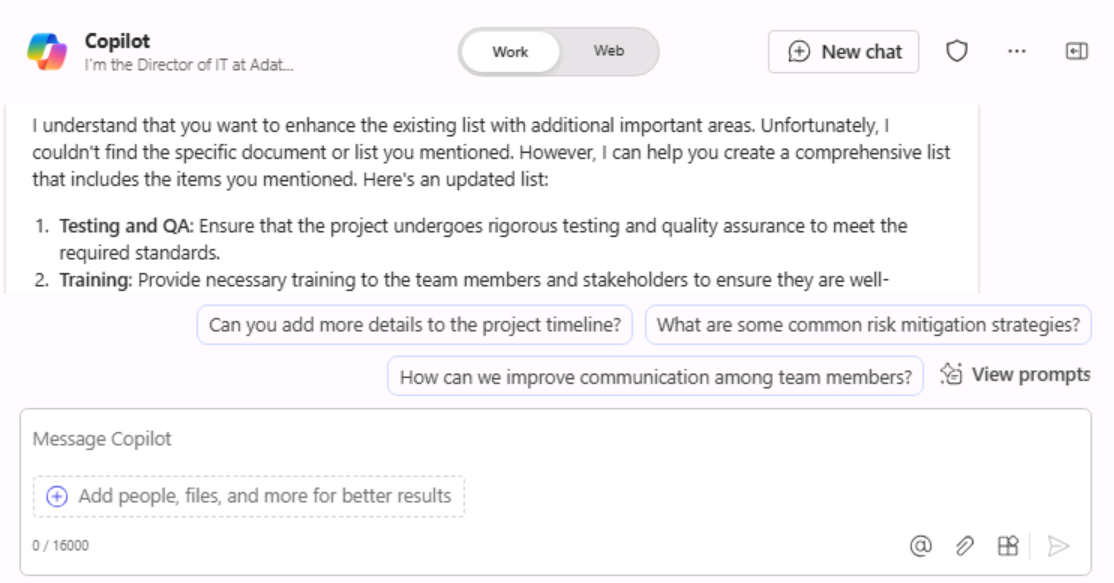 Copilot
I'm the Director of IT at Adat...
Work
Web
New chat
I understand that you want to enhance the existing list with additional important areas. Unfortunately, I
couldn't find the specific document or list you mentioned. However, I can help you create a comprehensive list
that includes the items you mentioned. Here's an updated list:
1. Testing and QA: Ensure that the project undergoes rigorous testing and quality assurance to meet the
required standards.
2. Training: Provide necessary training to the team members and stakeholders to ensure they are well-
Can you add more details to the project timeline?
What are some common risk mitigation strategies?
How can we improve communication among team members?
View prompts
Message Copilot
Add people, files, and more for better results
0 / 16000